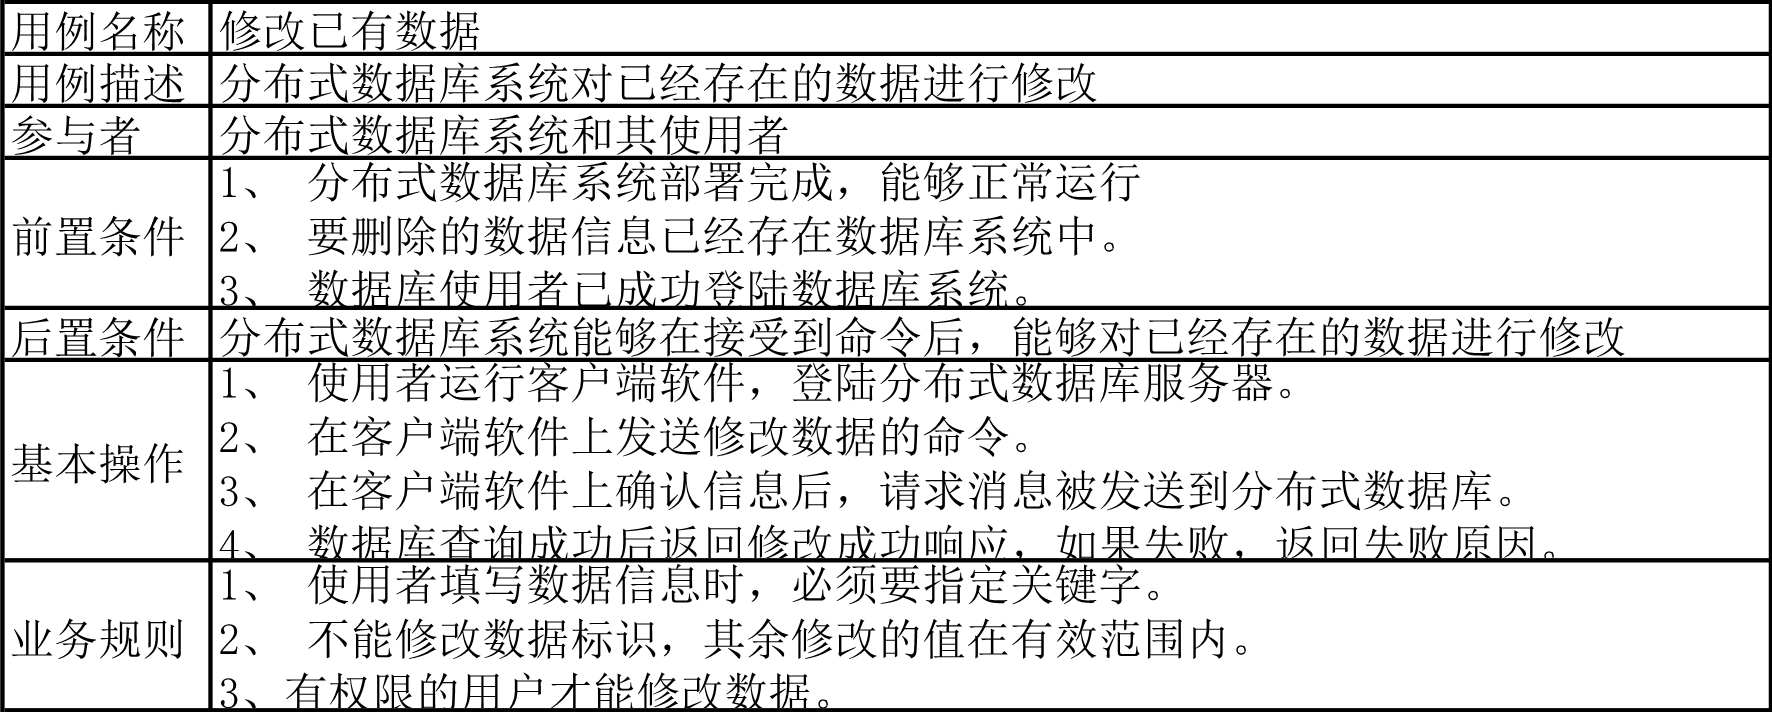 用例名称 修改已有数据
用例描述 分布式数据库系统对已经存在的数据进行修改
参与者 分布式数据库系统和其使用者
前置条件
1、 分布式数据库系统部署完成，能够正常运行
2、 要删除的数据信息已经存在数据库系统中。
3、 数据库使用者已成功登陆数据库系统。
后置条件 分布式数据库系统能够在接受到命令后，能够对已经存在的数据进行修改
基本操作
1、 使用者运行客户端软件，登陆分布式数据库服务器。
2、 在客户端软件上发送修改数据的命令。
3、 在客户端软件上确认信息后，请求消息被发送到分布式数据库。
4、 数据库查询成功后返回修改成功响应，如果失败，返回失败原因。
业务规则
1、 使用者填写数据信息时，必须要指定关键字。
2、 不能修改数据标识，其余修改的值在有效范围内。
3、有权限的用户才能修改数据。